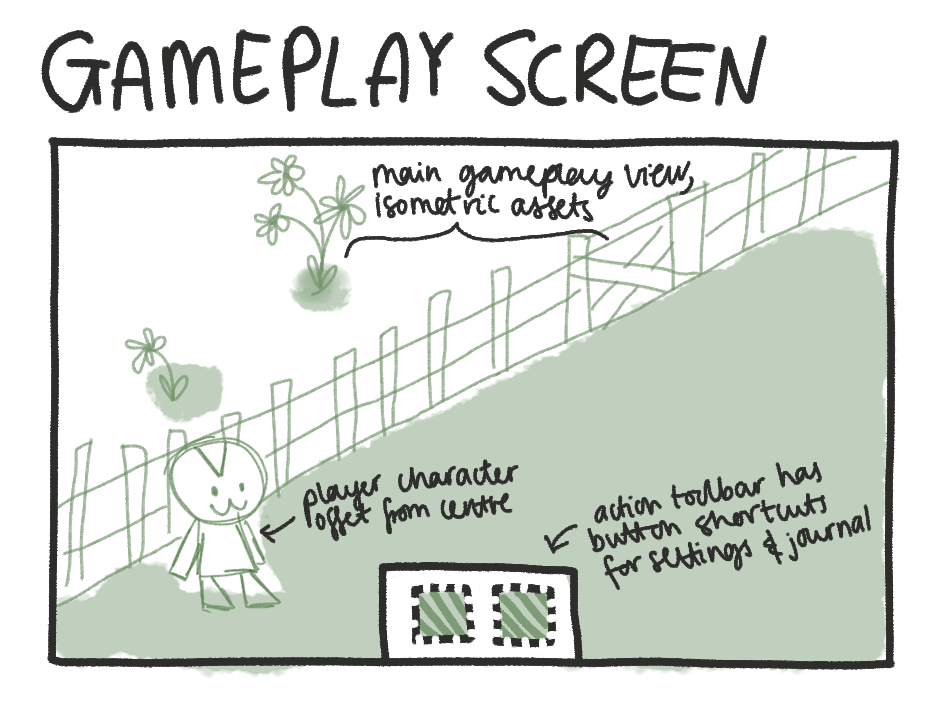 GAMEPLAY SCREEN
main gameplay view,
isometric assets
player character
offset from centre
action toolbar has
button shortcuts
for settings & journal